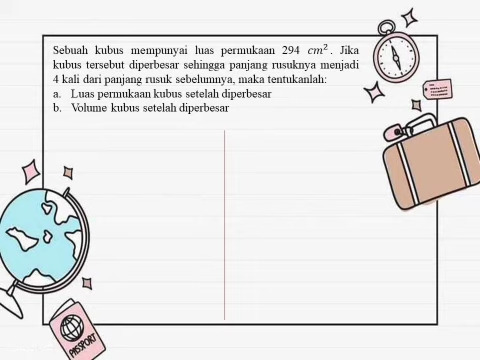 Sebuah kubus mempunyai luas permukaan 294 cm². Jika
kubus tersebut diperbesar sehingga panjang rusuknya menjadi
4 kali dari panjang rusuk sebelumnya, maka tentukanlah:
a. Luas permukaan kubus setelah diperbesar
b. Volume kubus setelah diperbesar
PASSPORT